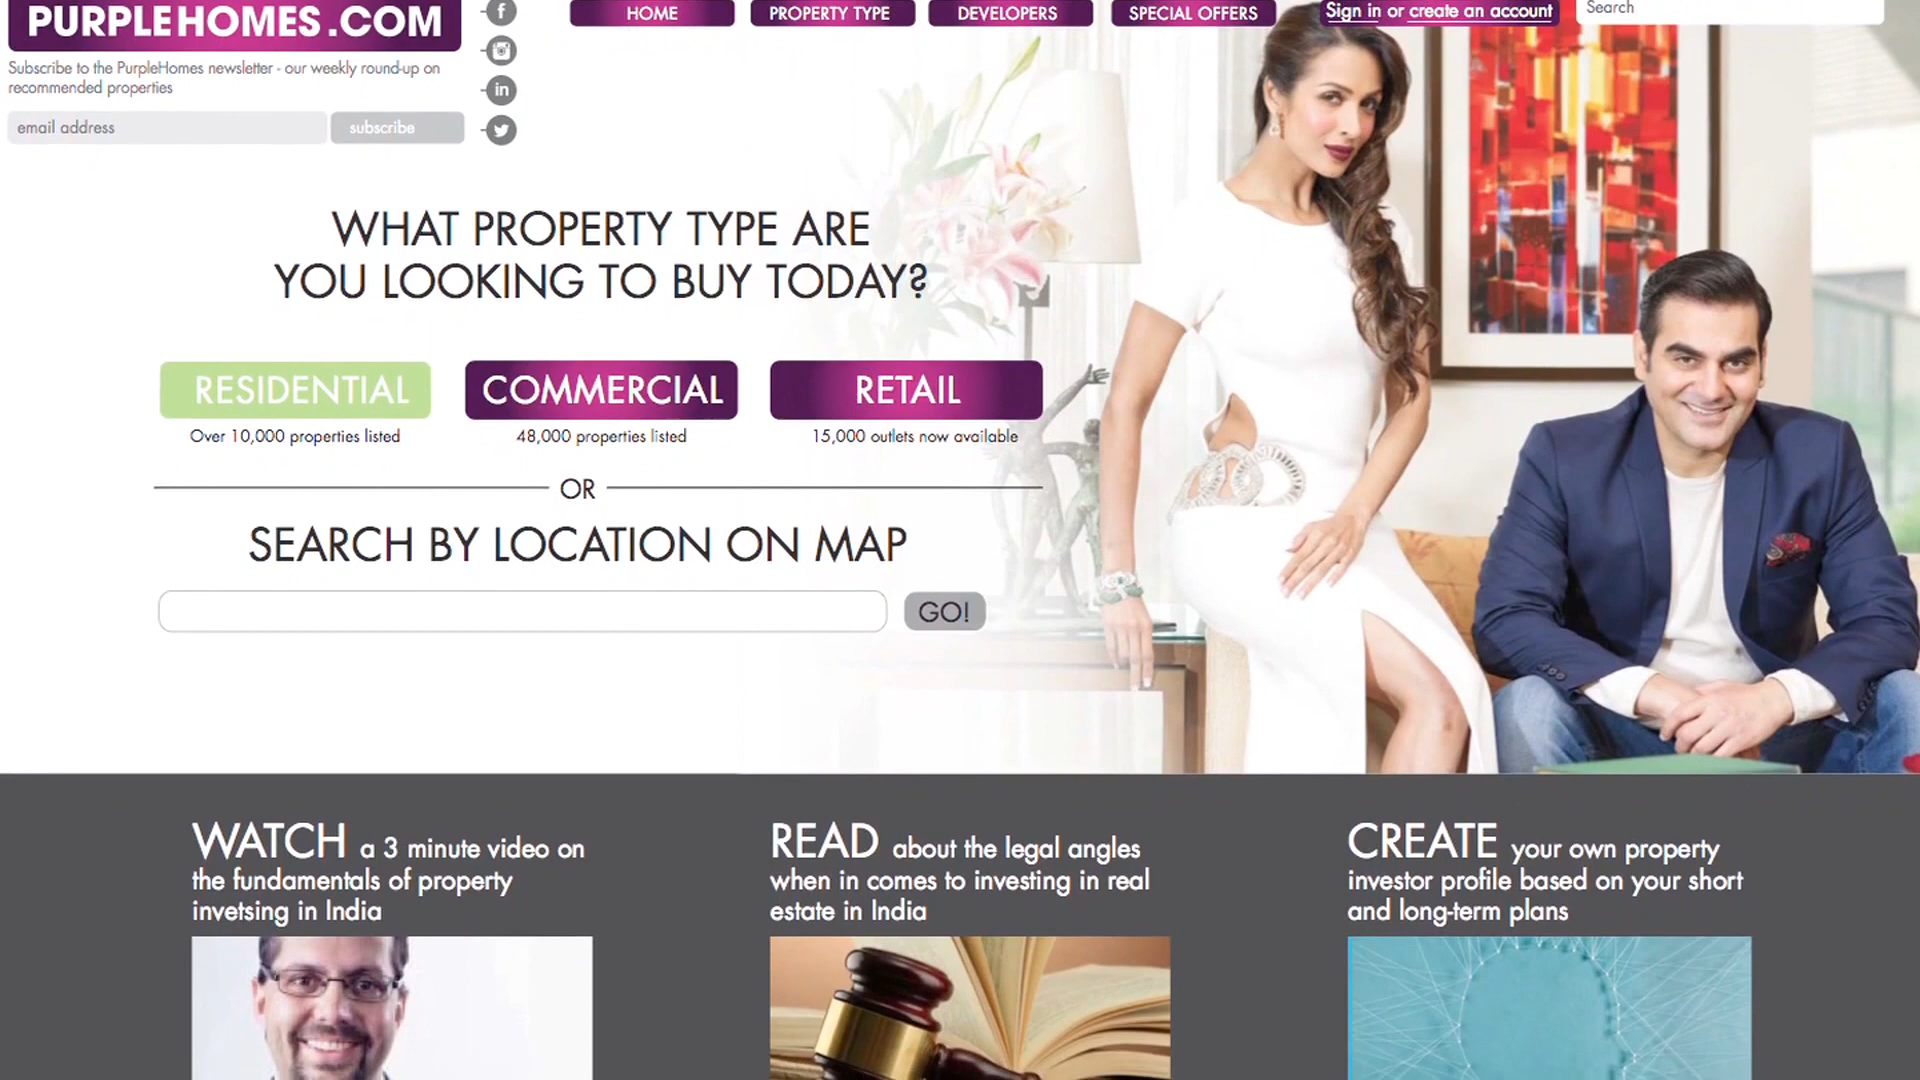 PURPLEHOMES.COM
Subscribe to the PurpleHomes newsletter - our weekly round-up on
recommended properties
email address
subscribe
f
in
HOME
PROPERTY TYPE
DEVELOPERS
SPECIAL OFFERS
Sign in or create an account
Search
WHAT PROPERTY TYPE ARE
YOU LOOKING TO BUY TODAY?
RESIDENTIAL
COMMERCIAL
RETAIL
Over 10,000 properties listed
48,000 properties listed
15,000 outlets now available
OR
SEARCH BY LOCATION ON MAP
GO!
WATCH a 3 minute video on
the fundamentals of property
invetsing in India
READ about the legal angles
when in comes to investing in real
estate in India
CREATE your own property
investor profile based on your short
and long-term plans